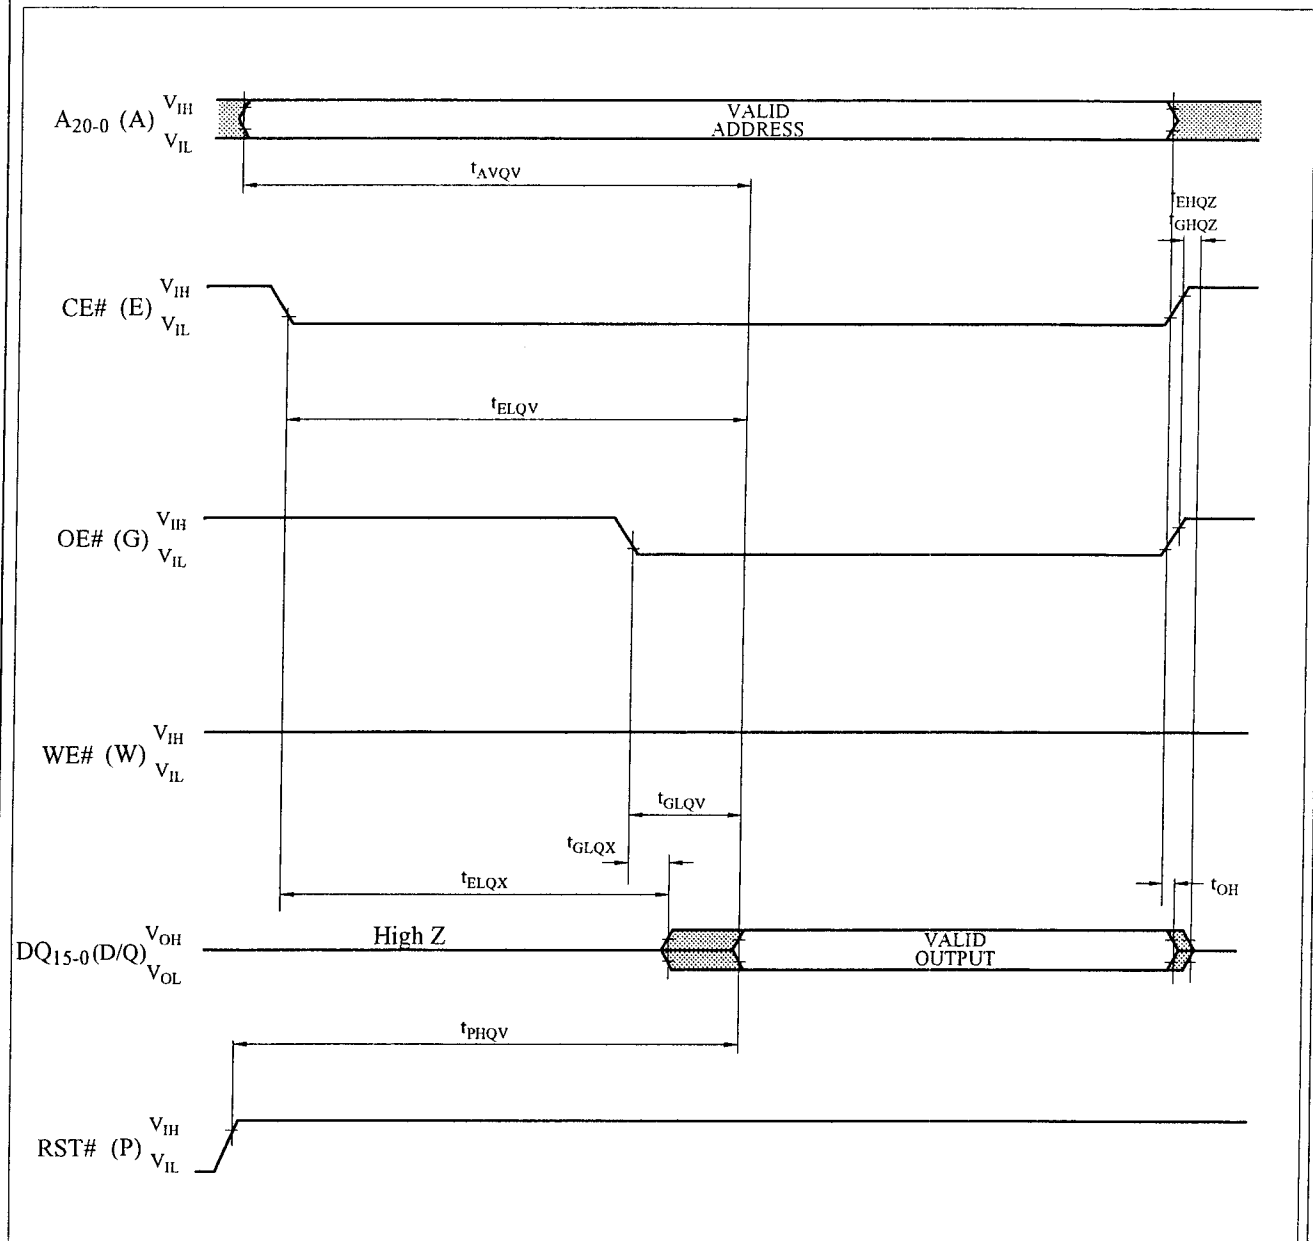 A20-0 (A) VIH
VIL
VALID
ADDRESS
tAVQV
tEHQZ
tGHQZ
CE# (E) VIH
VIL
tELQV
OE# (G) VIH
VIL
WE# (W) VIH
VIL
tGLQV
tGLQX
tELQX
tOH
DQ15-0(D/Q) VOH
VOL
High Z
VALID
OUTPUT
tPHQV
RST# (P) VIH
VIL